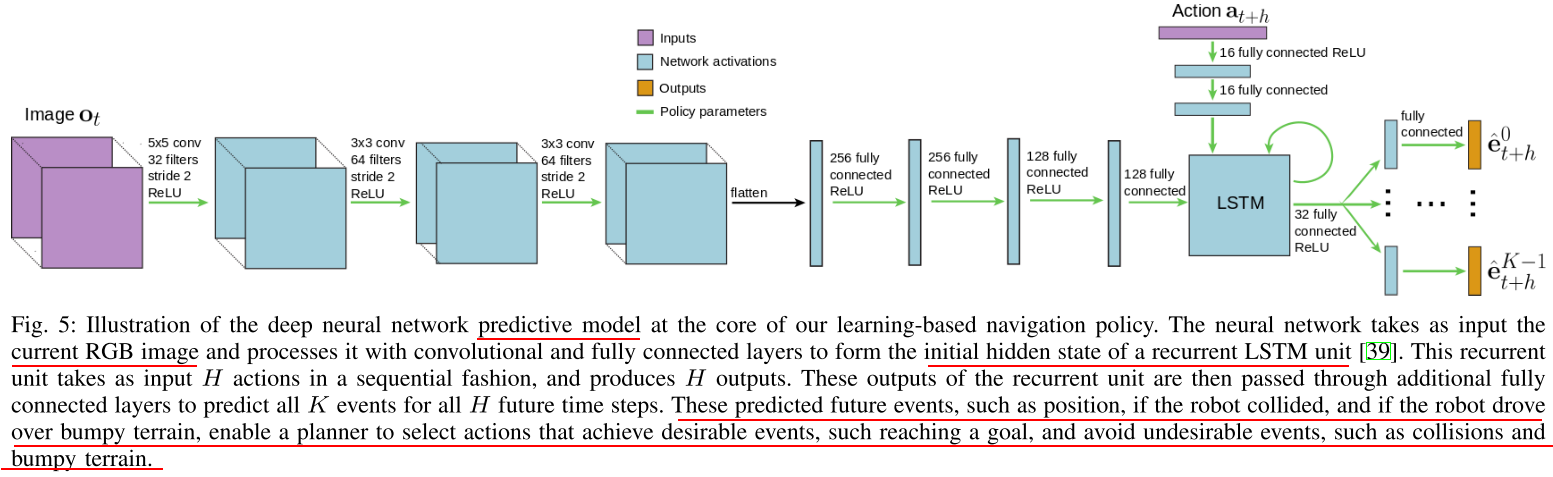 Action a_{t+h}
Inputs
Network activations
Outputs
Policy parameters
16 fully connected ReLU
16 fully connected
Image o_t
5x5 conv
32 filters
stride 2
ReLU
3x3 conv
64 filters
stride 2
ReLU
3x3 conv
64 filters
stride 2
ReLU
flatten
256 fully
connected
ReLU
256 fully
connected
ReLU
128 fully
connected
ReLU
128 fully
connected
LSTM
32 fully
connected
ReLU
fully
connected
ê^0_{t+h}
...
ê^{K-1}_{t+h}
Fig. 5: Illustration of the deep neural network predictive model at the core of our learning-based navigation policy. The neural network takes as input the
current RGB image and processes it with convolutional and fully connected layers to form the initial hidden state of a recurrent LSTM unit [39]. This recurrent
unit takes as input H actions in a sequential fashion, and produces H outputs. These outputs of the recurrent unit are then passed through additional fully
connected layers to predict all K events for all H future time steps. These predicted future events, such as position, if the robot collided, and if the robot drove
over bumpy terrain, enable a planner to select actions that achieve desirable events, such reaching a goal, and avoid undesirable events, such as collisions and
bumpy terrain.